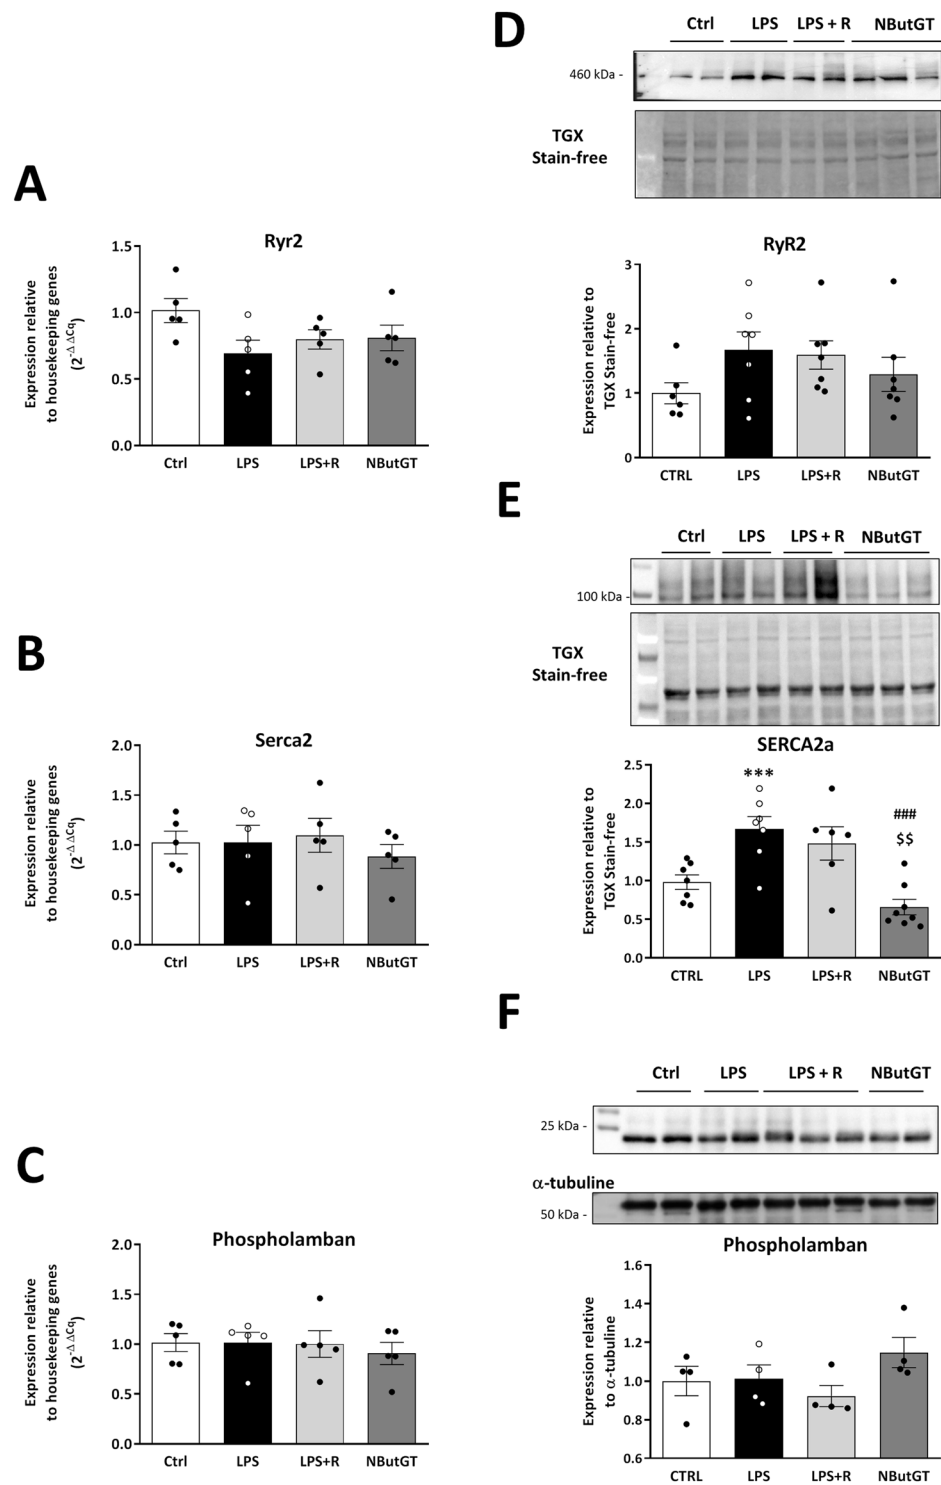 A
Ryr2
Expression relative
to housekeeping genes
(2^-Δ ΔCq)
1.5
1.0
0.5
0.0
Ctrl LPS LPS+R NButGT
B
Serca2
Expression relative
to housekeeping genes
(2^-Δ ΔCq)
2.0
1.5
1.0
0.5
0.0
Ctrl LPS LPS+R NButGT
C
Phospholamban
Expression relative
to housekeeping genes
(2^-Δ ΔCq)
2.0
1.5
1.0
0.5
0.0
Ctrl LPS LPS+R NButGT
D
Ctrl LPS LPS + R NButGT
460 kDa -
TGX
Stain-free
RyR2
Expression relative to
TGX Stain-free
3
2
1
0
CTRL LPS LPS+R NButGT
E
Ctrl LPS LPS + R NButGT
100 kDa -
TGX
Stain-free
SERCA2a
Expression relative to
TGX Stain-free
2.5
2.0
1.5
1.0
0.5
0.0
***
###
$$
CTRL LPS LPS+R NButGT
F
Ctrl LPS LPS + R NButGT
25 kDa -
α-tubuline
50 kDa -
Phospholamban
Expression relative
to α-tubuline
1.6
1.4
1.2
1.0
0.8
0.6
CTRL LPS LPS+R NButGT